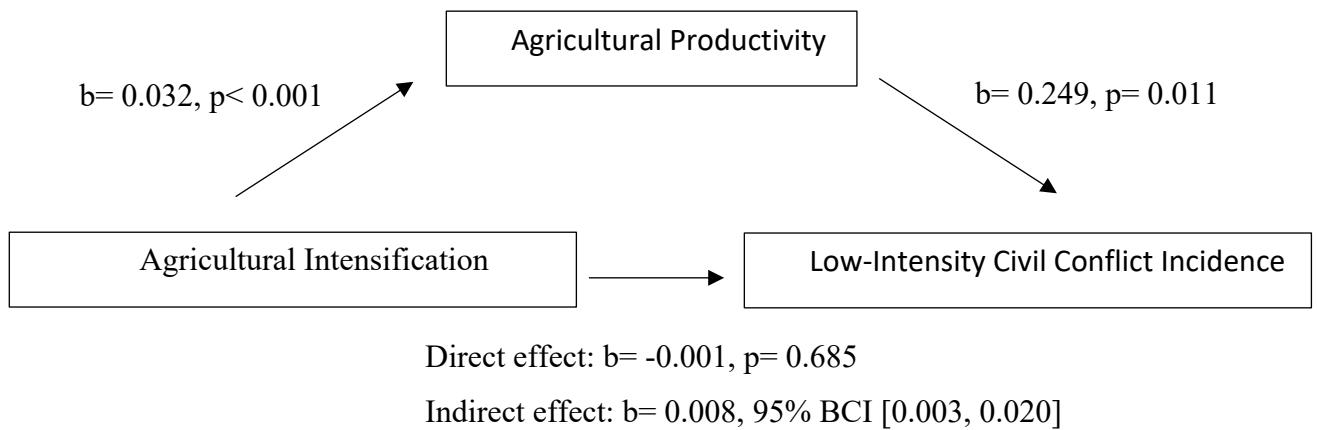 Agricultural Productivity
b= 0.032, p< 0.001
b= 0.249, p= 0.011
Agricultural Intensification
Low-Intensity Civil Conflict Incidence
Direct effect: b= -0.001, p= 0.685
Indirect effect: b= 0.008, 95% BCI [0.003, 0.020]